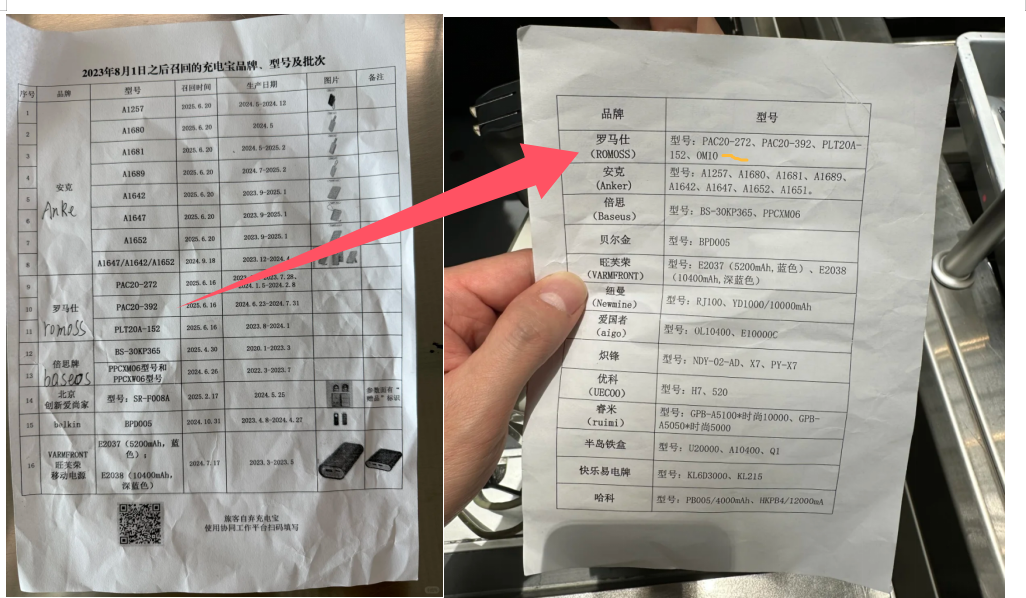 2023年8月1日之后召回的充电宝品牌、型号及批次
序号 品牌 型号 召回时间 生产日期 图片 备注
1 A1257 2025.6.20 2024.5-2024.12
2 A1680 2025.6.20 2024.5
3 A1681 2025.6.20 2024.5-2025.2
4 A1689 2025.6.20 2024.7-2025.2
安克
Anke
5 A1642 2025.6.20 2023.9-2025.1
6 A1647 2025.6.20 2023.9-2025.1
7 A1652 2025.6.20 2023.9-2025.1
8 A1647/A1642/A1652 2024.9.18 2023.12-2024.4
9 PAC20-272 2025.6.16 2023.7.28、
2024.1.5-2024.2.8
罗马仕
romoss
10 PAC20-392 2025.6.16 2024.6.23-2024.7.31
11 PLT20A-152 2025.6.16 2023.8-2024.1
倍思牌
baseos
12 BS-30KP365 2025.4.30 2020.1-2023.3
13 PPCXM06型号和
PPCXW06型号 2024.6.26 2022.3-2023.7
14 北京
创新爱尚家 型号：SR-F008A 2025.2.17 2024.5.25 "赠品"标识
15 belkin BPD005 2024.10.31 2023.4.8-2024.4.27
16 VARMFRONT
旺芙荣
移动电源 E2037（5200mAh，蓝
色）；
E2038（10400mAh，
深蓝色） 2024.7.17 2023.3-2023.5
旅客自弃充电宝
使用协同工作平台扫码填写
品牌 型号
罗马仕
（ROMOSS） 型号：PAC20-272、PAC20-392、PLT20A-
152、OM10
安克
(Anker) 型号：A1257、A1680、A1681、A1689、
A1642、A1647、A1652、A1651。
倍思
(Baseus) 型号：BS-30KP365、PPCXM06
贝尔金 型号：BPD005
旺芙荣
(VARMFRONT) 型号：E2037（5200mAh,蓝色）、E2038
（10400mAh,深蓝色）
纽曼
(Newmine) 型号：RJ100、YD1000/10000mAh
爱国者
(aigo) 型号：OL10400、E10000C
炽锋 型号：NDY-02-AD、X7、PY-X7
优科
(UECOO) 型号：H7、520
睿米
(ruimi) 型号：GPB-A5100*时尚10000、GPB-
A5050*时尚5000
半岛铁盒 型号：U20000、A10400、Q1
快乐易电牌 型号：KL6D3000、KL215
哈科 型号：PB005/4000mAh、HKPB4/12000mA